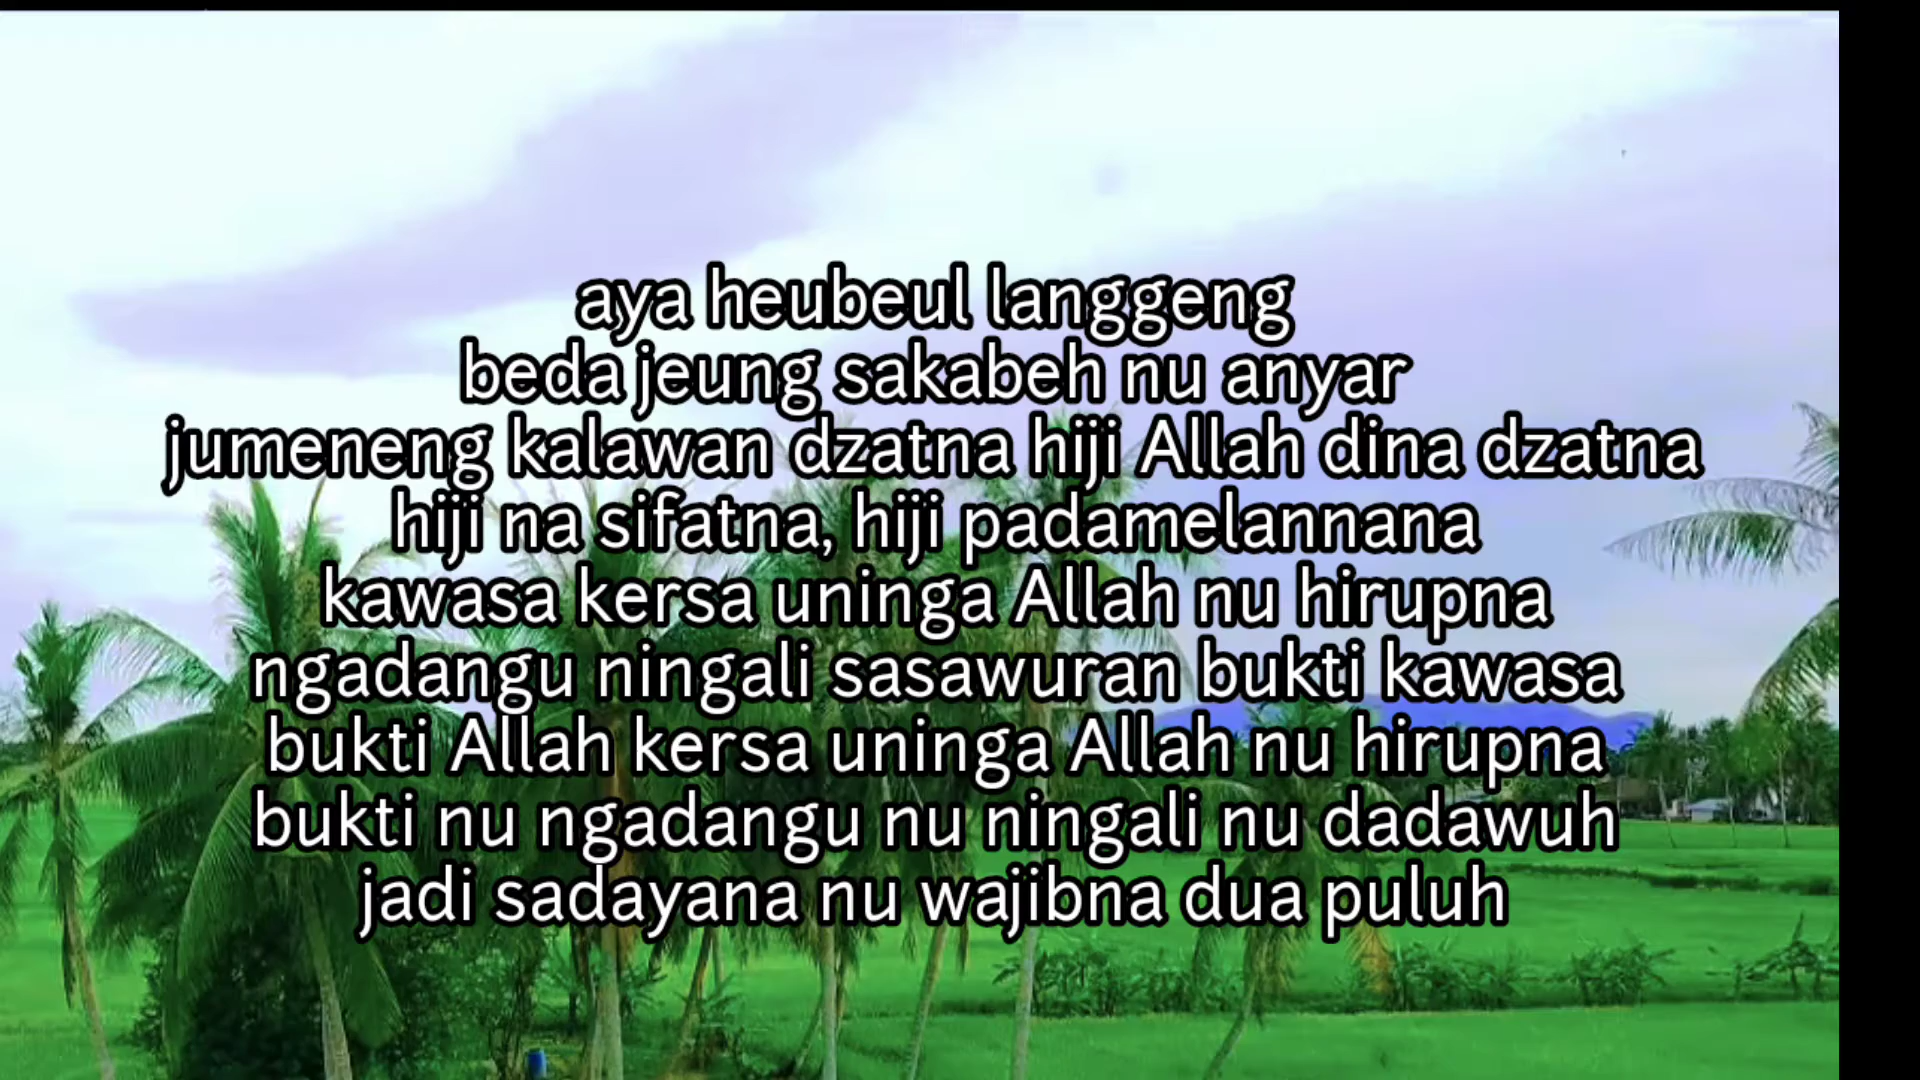 aya heubeul langgeng
beda jeung sakabeh nu anyar
jumeneng kalawan dzatna hiji Allah dina dzatna
hiji na sifatna, hiji padamelannana
kawasa kersa uninga Allah nu hirupna
ngadangu ningali sasawuran bukti kawasa
bukti Allah kersa uninga Allah nu hirupna
bukti nu ngadangu nu ningali nu dadawuh
jadi sadayana nu wajibna dua puluh